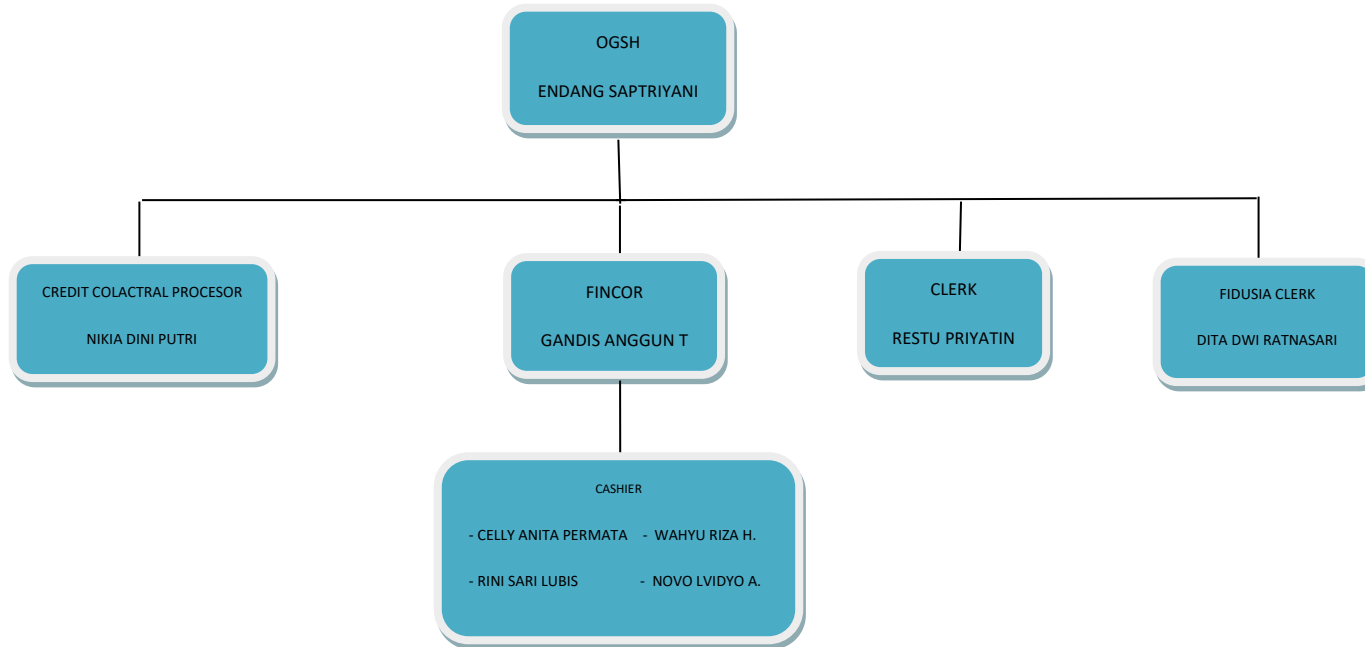 OGSH
ENDANG SAPTRIYANI
CREDIT COLACTRAL PROCESOR
NIKIA DINI PUTRI
FINCOR
GANDIS ANGGUN T
CLERK
RESTU PRIYATIN
FIDUSIA CLERK
DITA DWI RATNASARI
CASHIER
- CELLY ANITA PERMATA - WAHYU RIZA H.
- RINI SARI LUBIS - NOVO LVIDYO A.